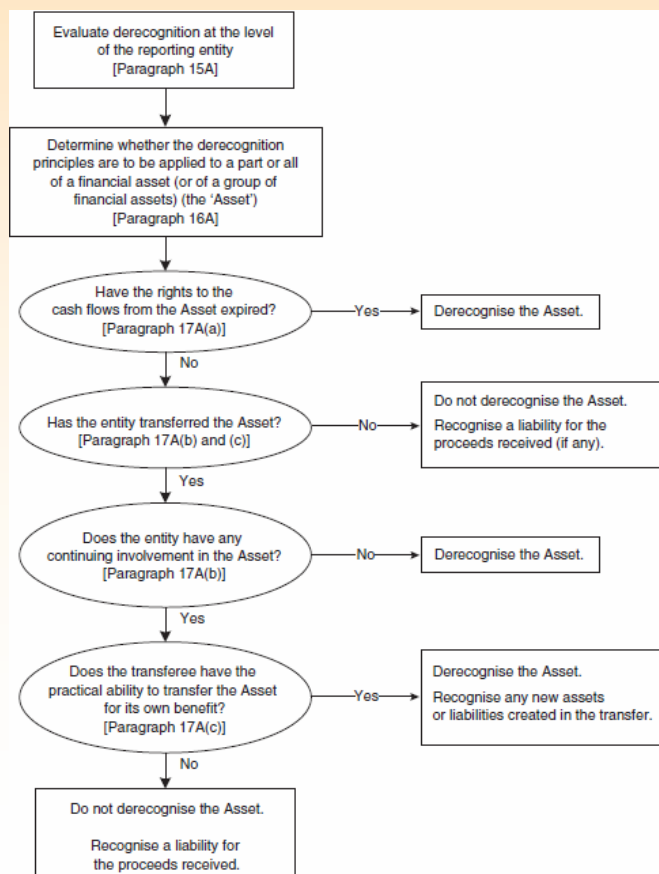 Evaluate derecognition at the level
of the reporting entity
[Paragraph 15A]
Determine whether the derecognition
principles are to be applied to a part or all
of a financial asset (or of a group of
financial assets) (the ‘Asset’)
[Paragraph 16A]
Have the rights to the
cash flows from the Asset expired?
[Paragraph 17A(a)]
Yes
Derecognise the Asset.
No
Has the entity transferred the Asset?
[Paragraph 17A(b) and (c)]
No
Do not derecognise the Asset.
Recognise a liability for the
proceeds received (if any).
Yes
Does the entity have any
continuing involvement in the Asset?
[Paragraph 17A(b)]
No
Derecognise the Asset.
Yes
Does the transferee have the
practical ability to transfer the Asset
for its own benefit?
[Paragraph 17A(c)]
Yes
Derecognise the Asset.
Recognise any new assets
or liabilities created in the transfer.
No
Do not derecognise the Asset.
Recognise a liability for
the proceeds received.